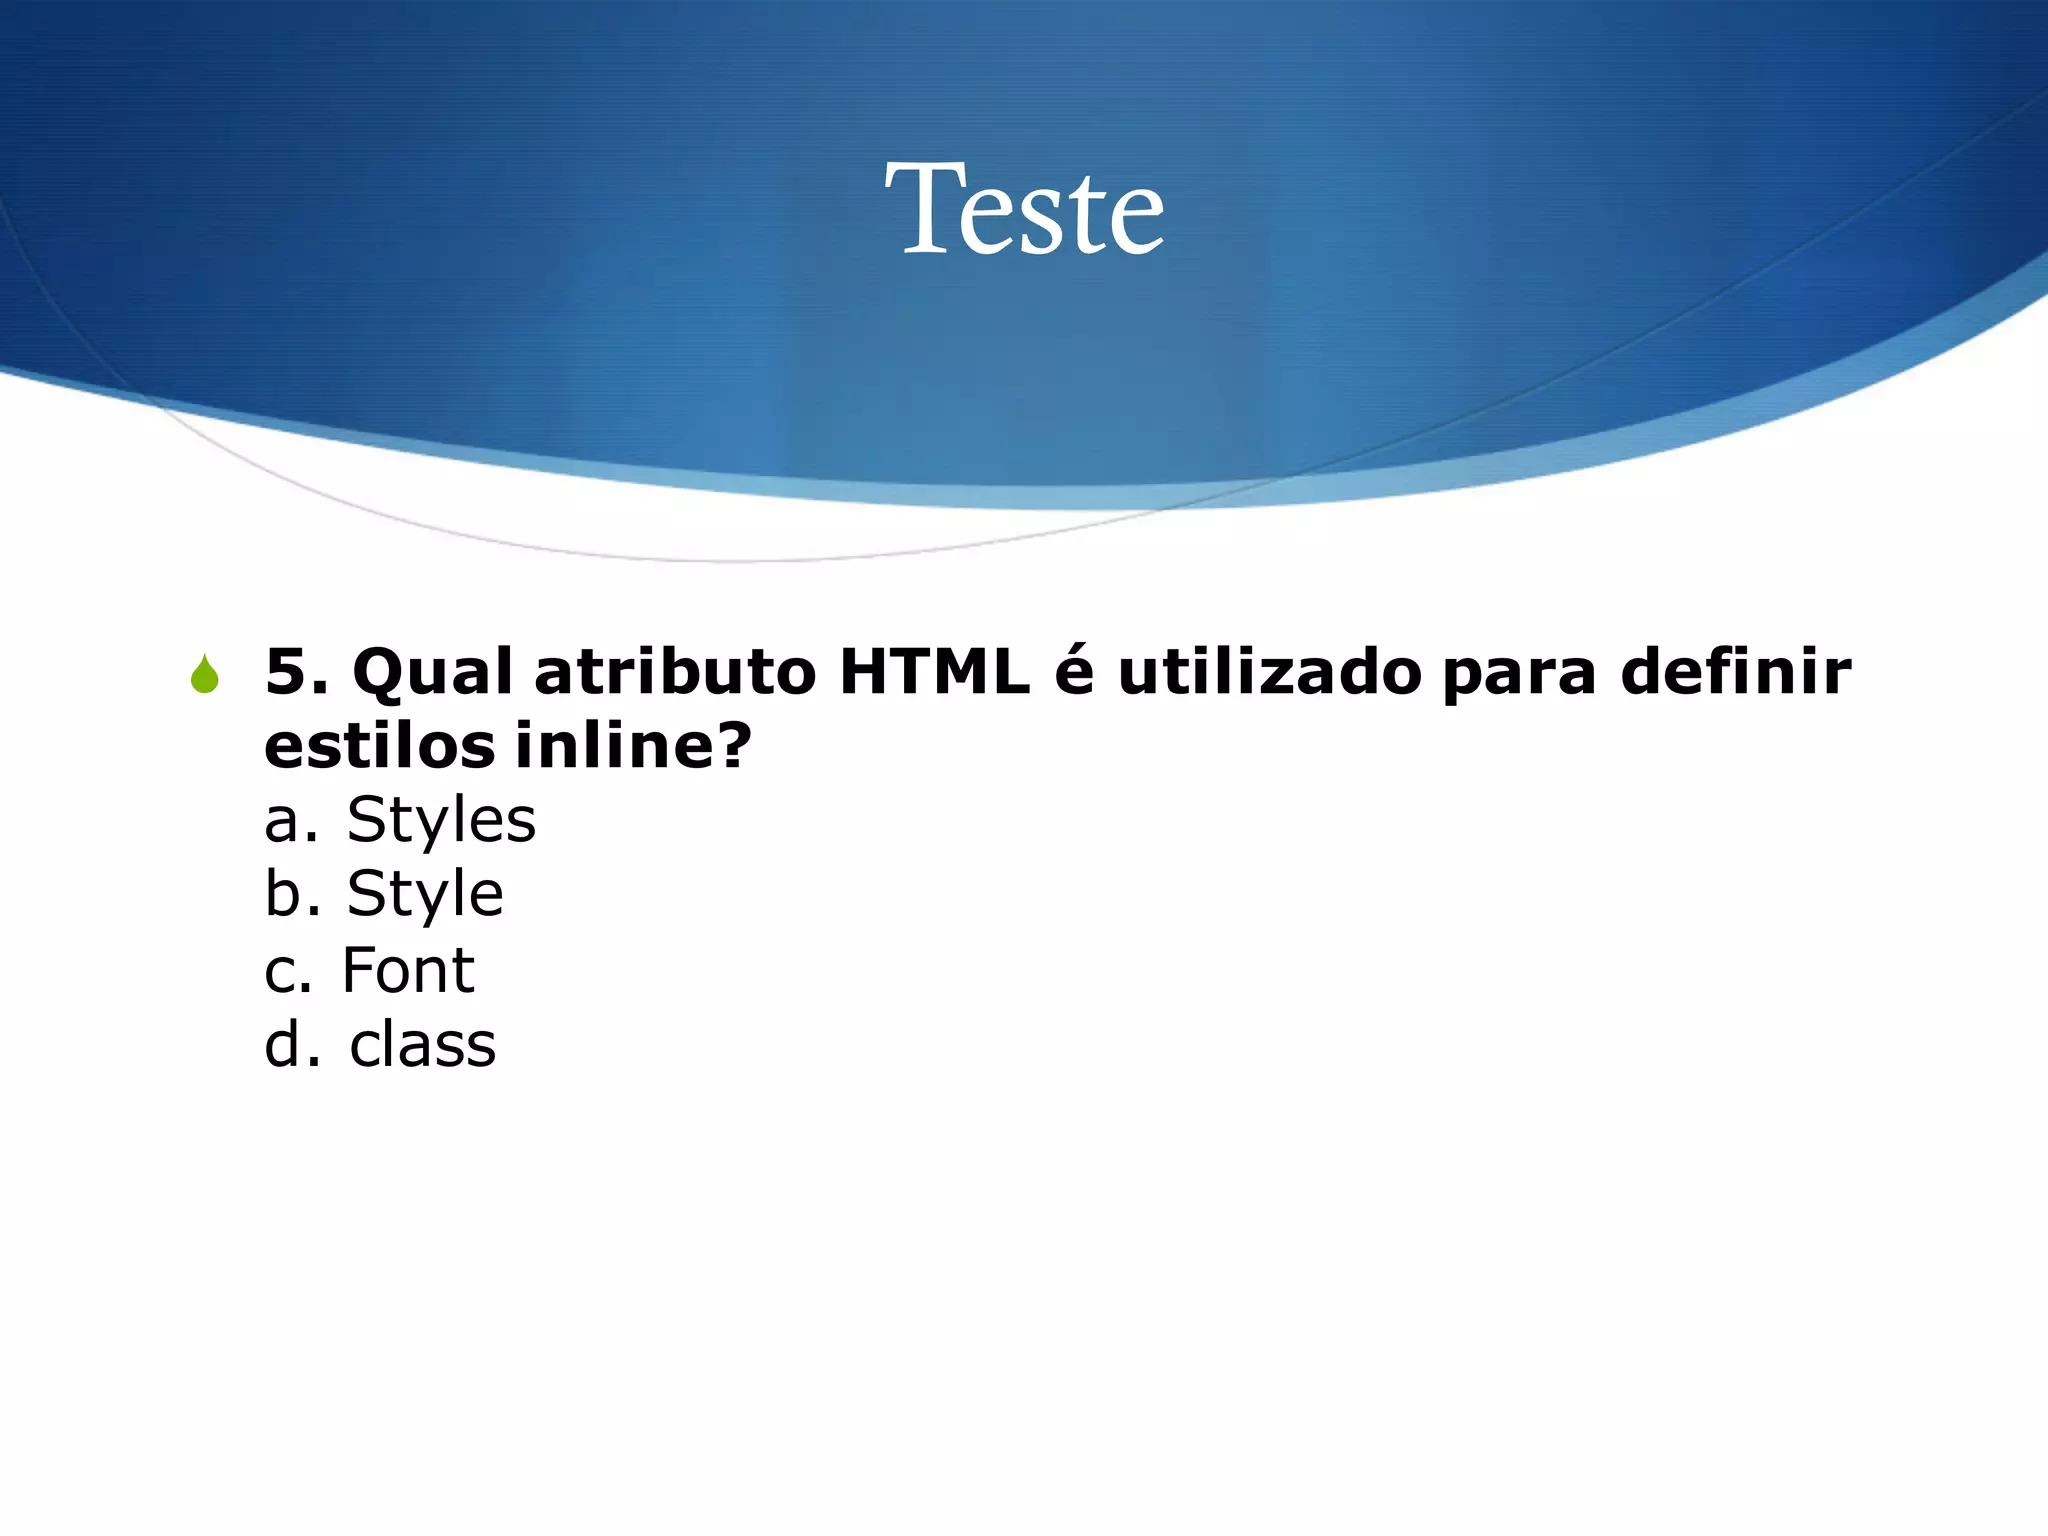 Teste
5. Qual atributo HTML é utilizado para definir
estilos inline?
a. Styles
b. Style
c. Font
d. class